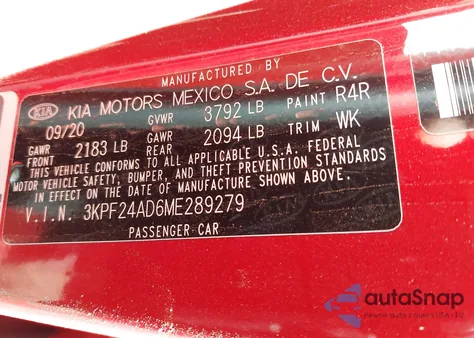 MANUFACTURED BY
KIA KIA MOTORS MEXICO S.A. DE C.V.
09/20 GVWR 3792 LB PAINT R4R
GAWR FRONT 2183 LB GAWR REAR 2094 LB TRIM WK
THIS VEHICLE CONFORMS TO ALL APPLICABLE U.S.A. FEDERAL
MOTOR VEHICLE SAFETY, BUMPER, AND THEFT PREVENTION STANDARDS
IN EFFECT ON THE DATE OF MANUFACTURE SHOWN ABOVE.
V.I.N. 3KPF24AD6ME289279
PASSENGER CAR
autaSnap